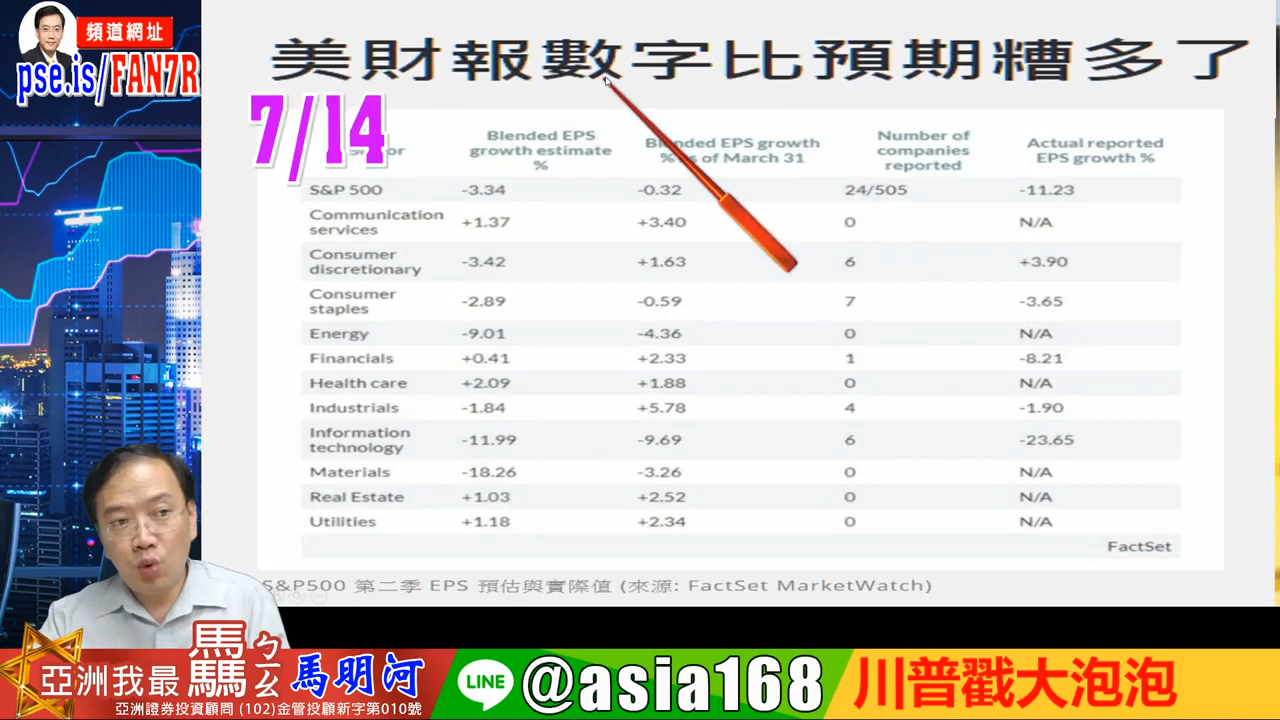 頻道網址
pse.is/FAN7R
美財報數字比預期糟多了
7/14
Blended EPS growth estimate %
Blended EPS growth % as of March 31
Number of companies reported
Actual reported EPS growth %
S&P 500 -3.34 -0.32 24/505 -11.23
Communication services +1.37 +3.40 0 N/A
Consumer discretionary -3.42 +1.63 6 +3.90
Consumer staples -2.89 -0.59 7 -3.65
Energy -9.01 -4.36 0 N/A
Financials +0.41 +2.33 1 -8.21
Health care +2.09 +1.88 0 N/A
Industrials -1.84 +5.78 4 -1.90
Information technology -11.99 -9.69 6 -23.65
Materials -18.26 -3.26 0 N/A
Real Estate +1.03 +2.52 0 N/A
Utilities +1.18 +2.34 0 N/A
FactSet
S&P500 第二季 EPS 預估與實際值 (來源: FactSet MarketWatch)
亞洲我最馬驫ㄅㄧㄠ 馬明河
亞洲證券投資顧問 (102)金管投顧新字第010號
LINE @asia168
川普戳大泡泡